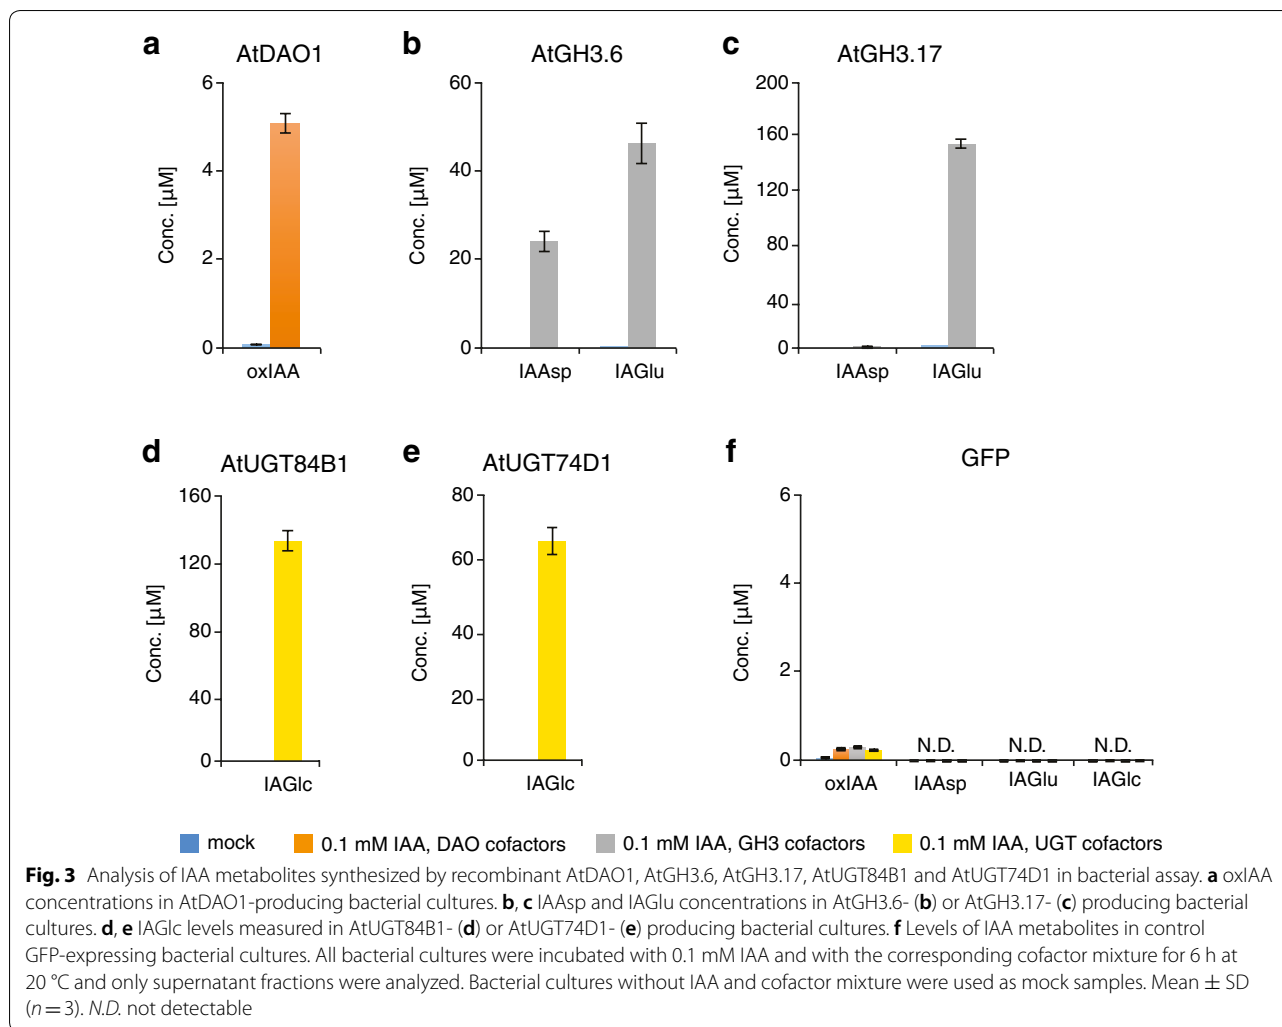 a
AtDAO1
Conc. [µM]
6
4
2
0
oxIAA
b
AtGH3.6
Conc. [µM]
60
40
20
0
IAAsp IAGlu
c
AtGH3.17
Conc. [µM]
200
160
120
80
40
0
IAAsp IAGlu
d
AtUGT84B1
Conc. [µM]
160
120
80
40
0
IAGlc
e
AtUGT74D1
Conc. [µM]
80
60
40
20
0
IAGlc
f
GFP
Conc. [µM]
6
4
2
0
N.D. N.D. N.D.
oxIAA IAAsp IAGlu IAGlc
mock 0.1 mM IAA, DAO cofactors 0.1 mM IAA, GH3 cofactors 0.1 mM IAA, UGT cofactors
Fig. 3 Analysis of IAA metabolites synthesized by recombinant AtDAO1, AtGH3.6, AtGH3.17, AtUGT84B1 and AtUGT74D1 in bacterial assay. a oxIAA
concentrations in AtDAO1-producing bacterial cultures. b, c IAAsp and IAGlu concentrations in AtGH3.6- (b) or AtGH3.17- (c) producing bacterial
cultures. d, e IAGlc levels measured in AtUGT84B1- (d) or AtUGT74D1- (e) producing bacterial cultures. f Levels of IAA metabolites in control
GFP-expressing bacterial cultures. All bacterial cultures were incubated with 0.1 mM IAA and with the corresponding cofactor mixture for 6 h at
20 °C and only supernatant fractions were analyzed. Bacterial cultures without IAA and cofactor mixture were used as mock samples. Mean ± SD
(n = 3). N.D. not detectable